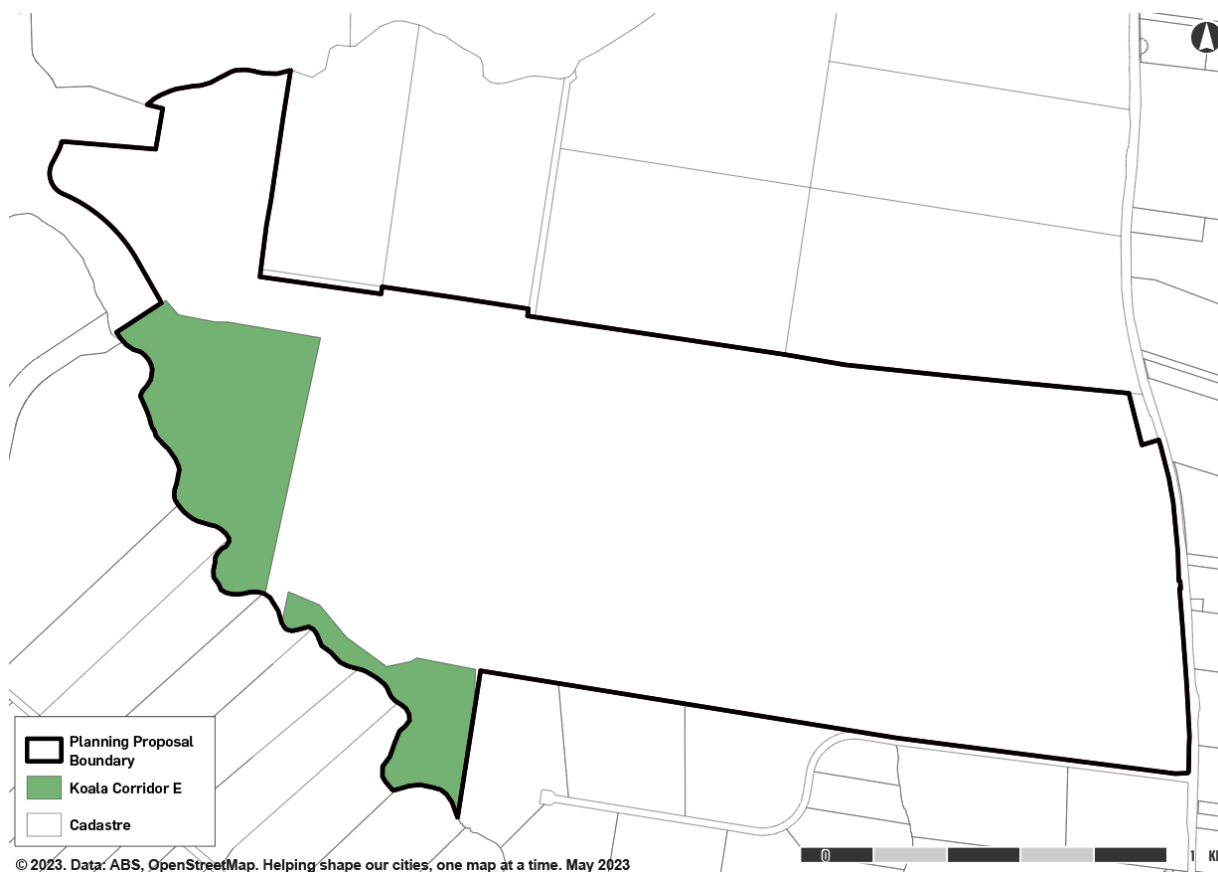 Planning Proposal
Boundary
Koala Corridor E
Cadastre
© 2023. Data: ABS, OpenStreetMap. Helping shape our cities, one map at a time. May 2023
0 1